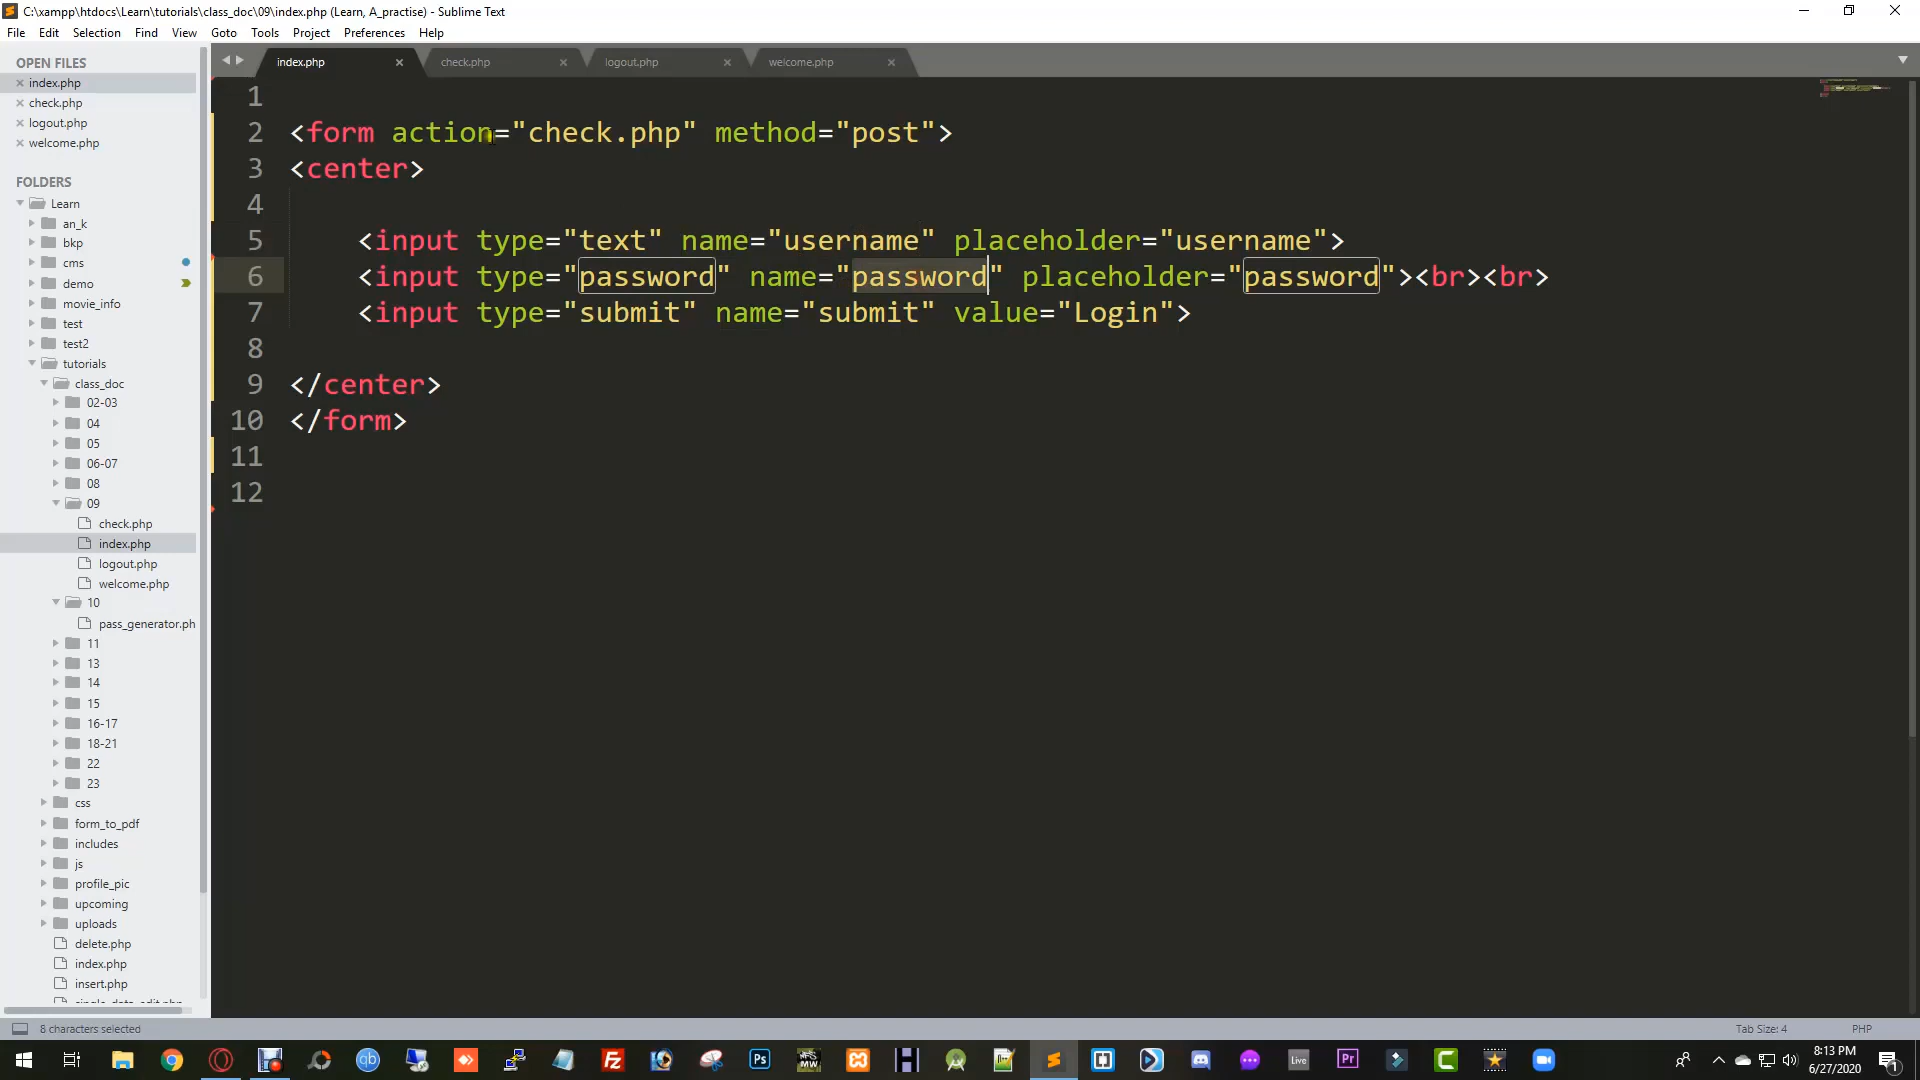 C:\xampp\htdocs\Learn\tutorials\class_doc\09\index.php (Learn, A_practise) - Sublime Text
File Edit Selection Find View Goto Tools Project Preferences Help
OPEN FILES
index.php
check.php
logout.php
welcome.php
FOLDERS
Learn
an_k
bkp
cms
demo
movie_info
test
test2
tutorials
class_doc
02-03
04
05
06-07
08
09
check.php
index.php
logout.php
welcome.php
10
pass_generator.ph
11
13
14
15
16-17
18-21
22
23
css
form_to_pdf
includes
js
profile_pic
upcoming
uploads
delete.php
index.php
insert.php
index.php check.php logout.php welcome.php
1
2 <form action="check.php" method="post">
3 <center>
4
5 <input type="text" name="username" placeholder="username">
6 <input type="password" name="password" placeholder="password"><br><br>
7 <input type="submit" name="submit" value="Login">
8
9 </center>
10 </form>
11
12
8 characters selected Tab Size: 4 PHP
qb Ps Live Pr 8:13 PM
6/27/2020